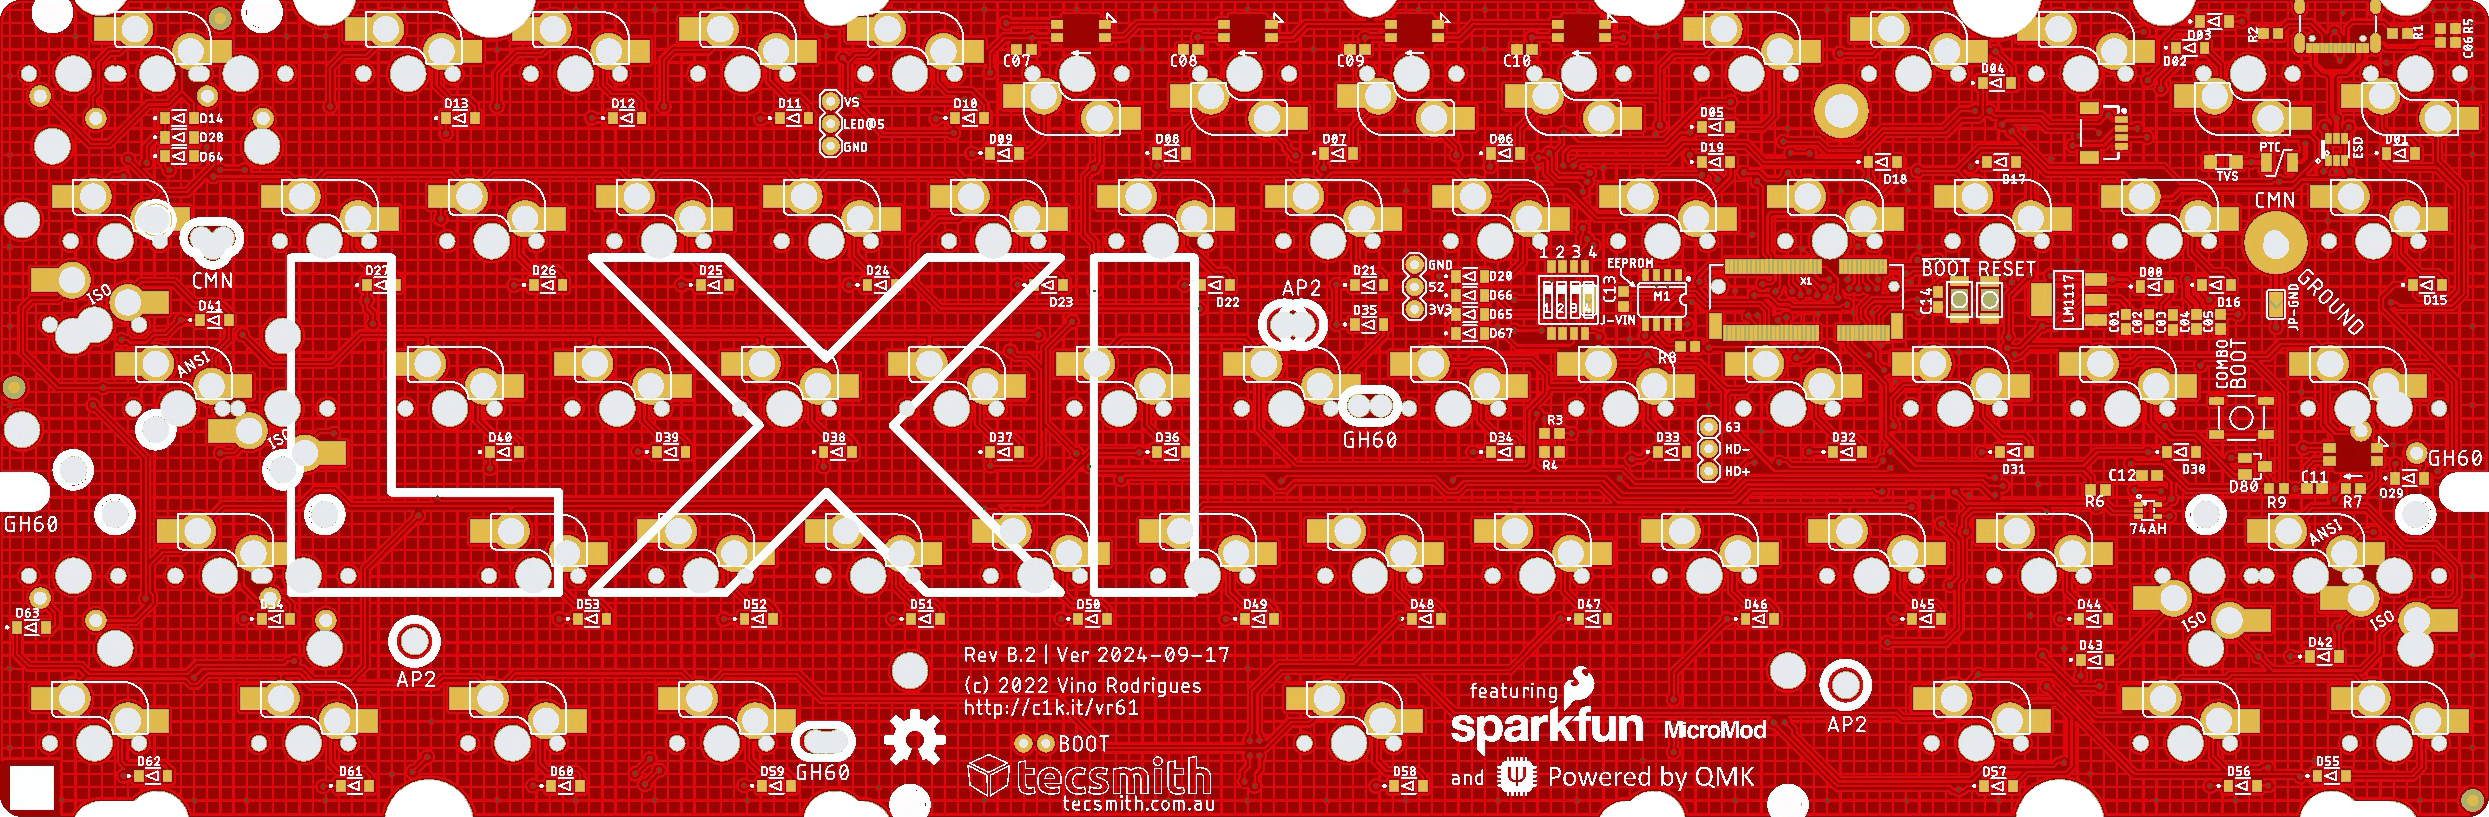 D03
R2
R1
C06 R5
C07
C08
C09
C10
D02
D04
D13
D12
D11
VS
LED@5
GND
D10
D14
D28
D64
D09
D08
D07
D06
D05
D19
D18
D17
TVS
PTC
ESD
D01
CMN
CMN
ISO
D41
D27
D26
D25
D24
D23
D22
AP2
D21
D35
GND
52
3V3
D20
D66
D65
D67
1 2 3 4
1 2 3 4
C13
J-VIN
EEPROM
M1
R8
X1
BOOT RESET
C14
LM1117
D00
C01
C02
C03
C04
C05
D16
JP-GND
GROUND
D15
ANSI
ISO
LXI
D40
D39
D38
D37
D36
GH60
D34
R3
R4
D33
63
HD-
HD+
D32
D31
D30
COMBO
BOOT
C12
D80
R9
C11
R7
D29
GH60
GH60
R6
74AH
ANSI
D63
D54
D53
D52
D51
D50
D49
D48
D47
D46
D45
D44
ISO
ISO
D43
D42
AP2
Rev B.2 | Ver 2024-09-17
(c) 2022 Vino Rodrigues
http://c1k.it/vr61
BOOT
tecsmith
tecsmith.com.au
featuring
sparkfun MicroMod
and Powered by QMK
AP2
GH60
D62
D61
D60
D59
D58
D57
D56
D55